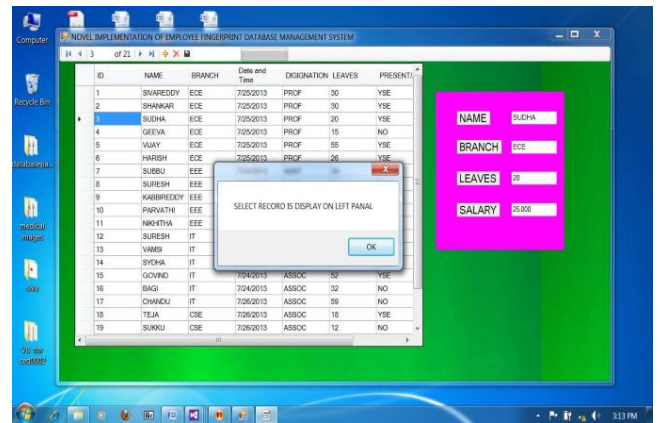 NOVEL IMPLEMENTATION OF EMPLOYEE FINGERPRINT DATABASE MANAGEMENT SYSTEM
3 of 21
ID NAME BRANCH Date and Time DIGIGNATION LEAVES PRESENT/
1 SIVAREDDY ECE 7/25/2013 PROF 30 YSE
2 SHANKAR ECE 7/25/2013 PROF 30 YSE
3 SUDHA ECE 7/25/2013 PROF 20 YSE
4 GEEVA ECE 7/25/2013 PROF 15 NO
5 VIJAY ECE 7/25/2013 PROF 55 YSE
6 HARISH ECE 7/25/2013 PROF 26 YSE
7 SUBBU EEE
8 SURESH EEE
9 KABBIREDDY EEE
10 PARVATHI EEE
11 NIKHITHA EEE
12 SURESH IT
13 VAMSI IT
14 SYDHA IT
15 GOVIND IT 7/24/2013 ASSOC 52 YSE
16 BAGI IT 7/24/2013 ASSOC 32 NO
17 CHANDU IT 7/26/2013 ASSOC 59 NO
18 TEJA CSE 7/26/2013 ASSOC 18 YSE
19 SUKKU CSE 7/26/2013 ASSOC 12 NO
SELECT RECORD IS DISPLAY ON LEFT PANAL
OK
NAME SUDHA
BRANCH ECE
LEAVES 20
SALARY 25,000
Computer
Recycle Bin
databasepa...
medical
images
siva
3:13 PM